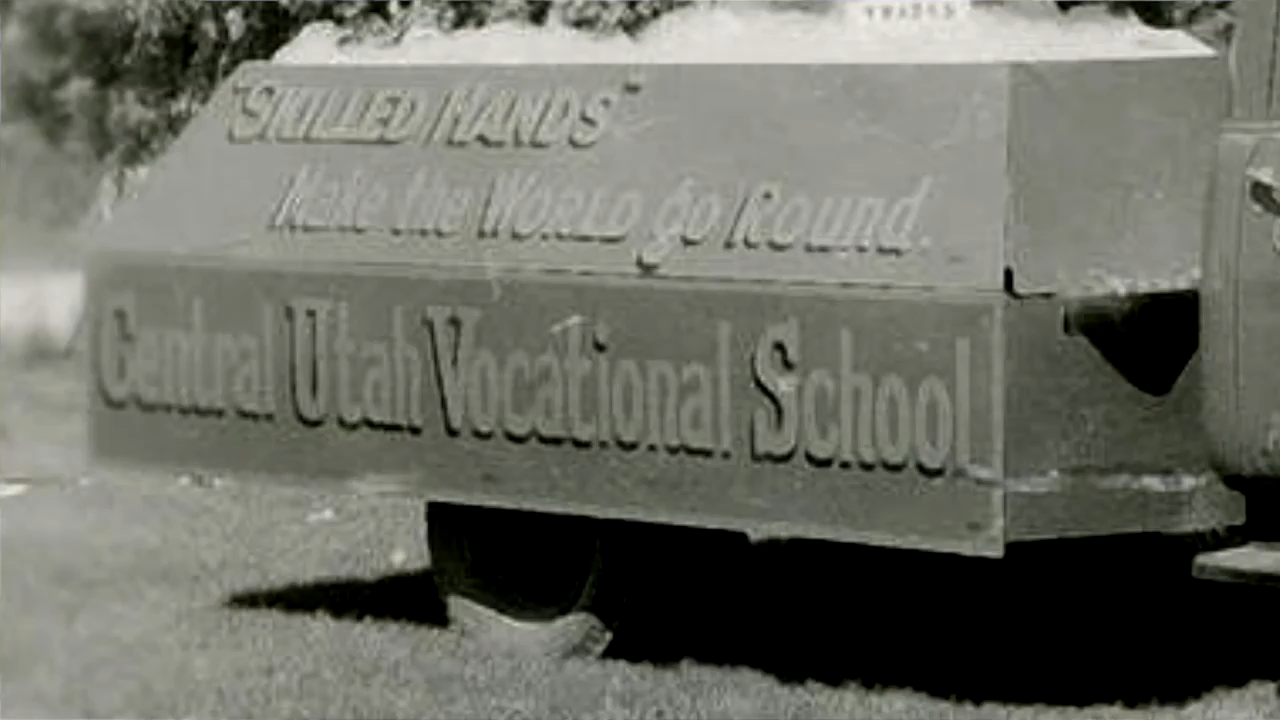 "SKILLED HANDS"
Make the WORLD go Round.
Central Utah Vocational School